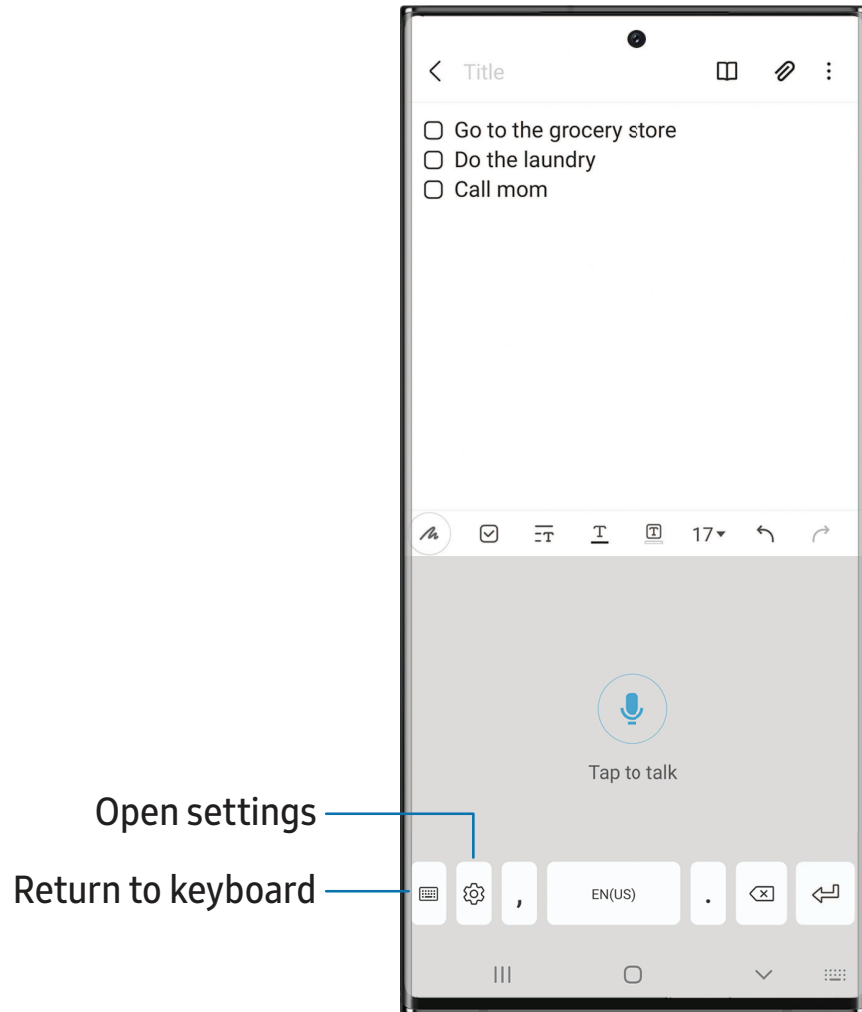 Title
Go to the grocery store
Do the laundry
Call mom
17
Tap to talk
Open settings
Return to keyboard
,
EN(US)
.